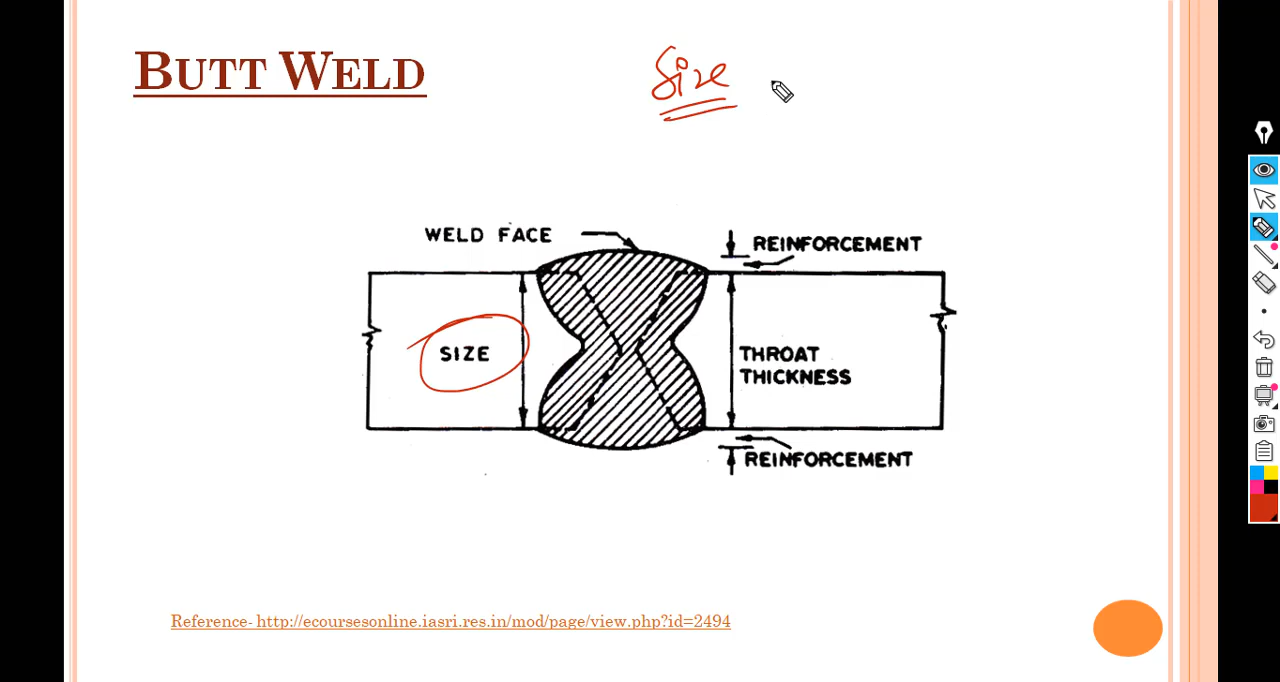 BUTT WELD
Size
WELD FACE
REINFORCEMENT
SIZE
THROAT
THICKNESS
REINFORCEMENT
Reference- http://ecoursesonline.iasri.res.in/mod/page/view.php?id=2494